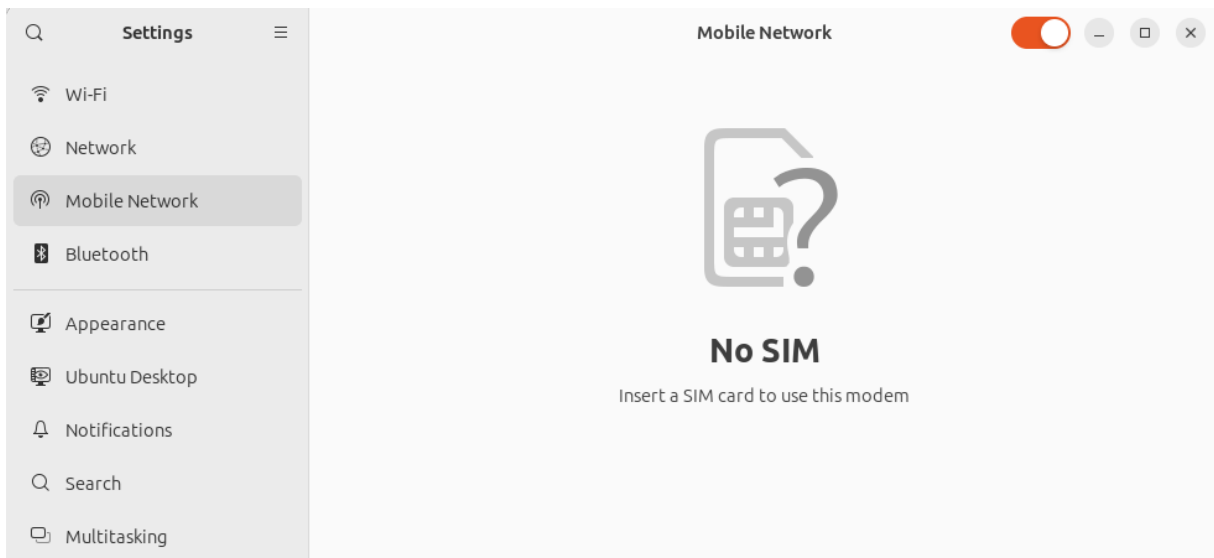 Settings
Mobile Network
Wi-Fi
Network
Mobile Network
Bluetooth
Appearance
Ubuntu Desktop
Notifications
Search
Multitasking
No SIM
Insert a SIM card to use this modem